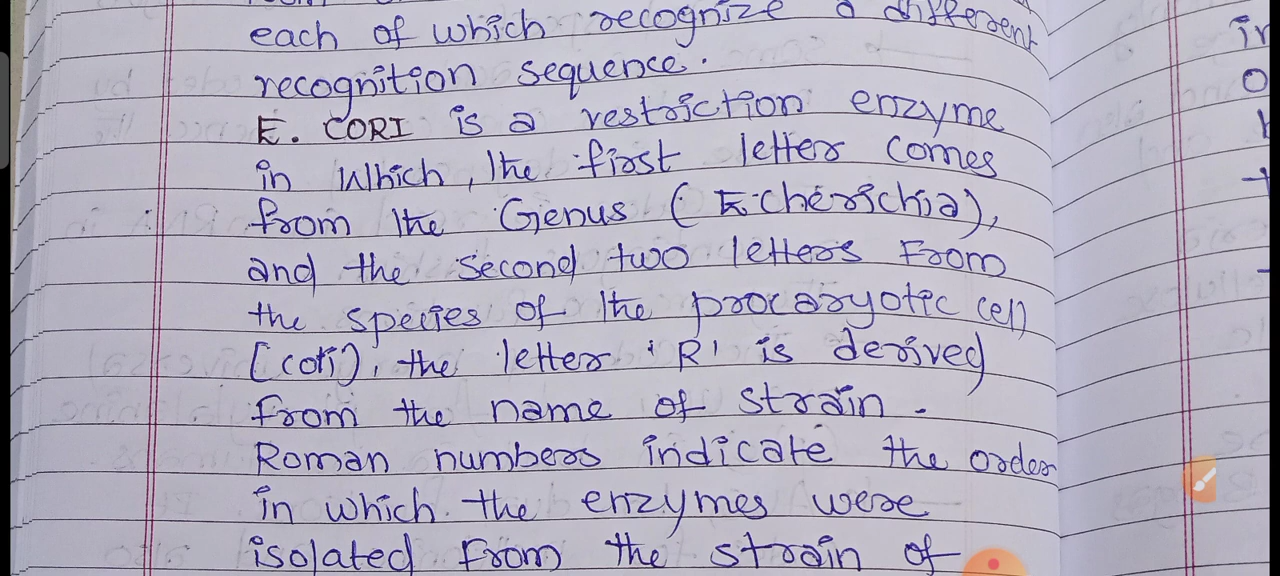 each of which recognize a different
recognition sequence.
E. CORI is a restriction enzyme
in which, the first letter comes
from the Genus (E.cherichia),
and the second two letters From
the species of the procaryotic cell
[coli), the letter 'R' is derived
From the name of strain.
Roman numbers indicate the order
in which the enzymes were
isolated From the strain of